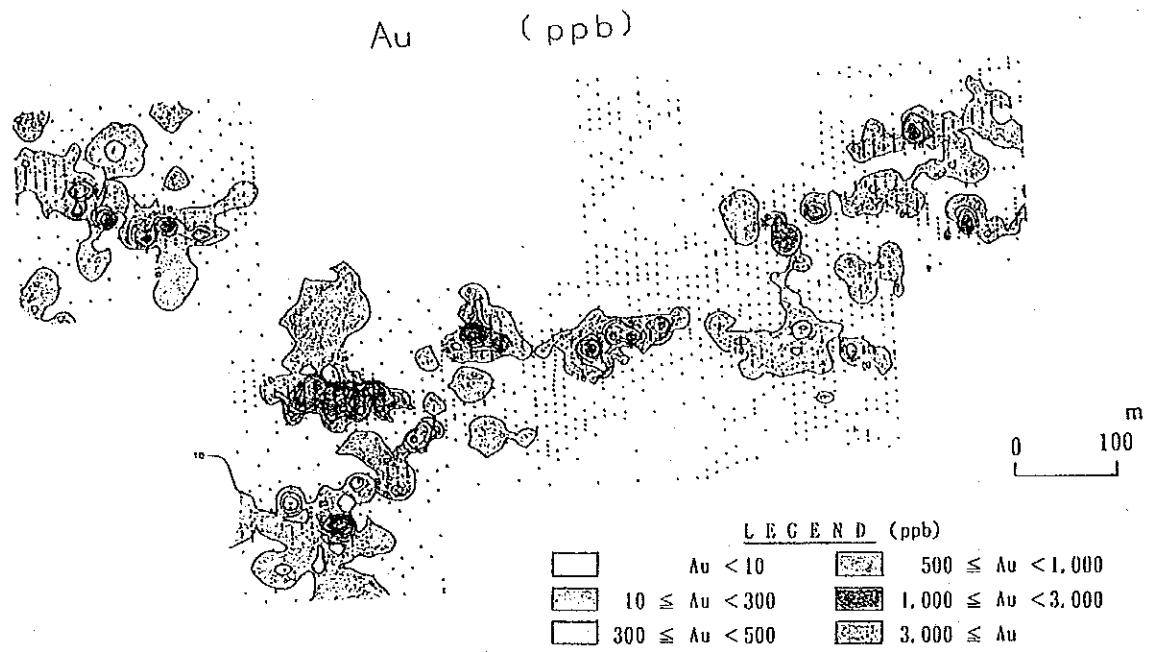 Au (ppb)
10
m
0 100
LEGEND (ppb)
Au < 10
10 ≦ Au < 300
300 ≦ Au < 500
500 ≦ Au < 1,000
1,000 ≦ Au < 3,000
3,000 ≦ Au